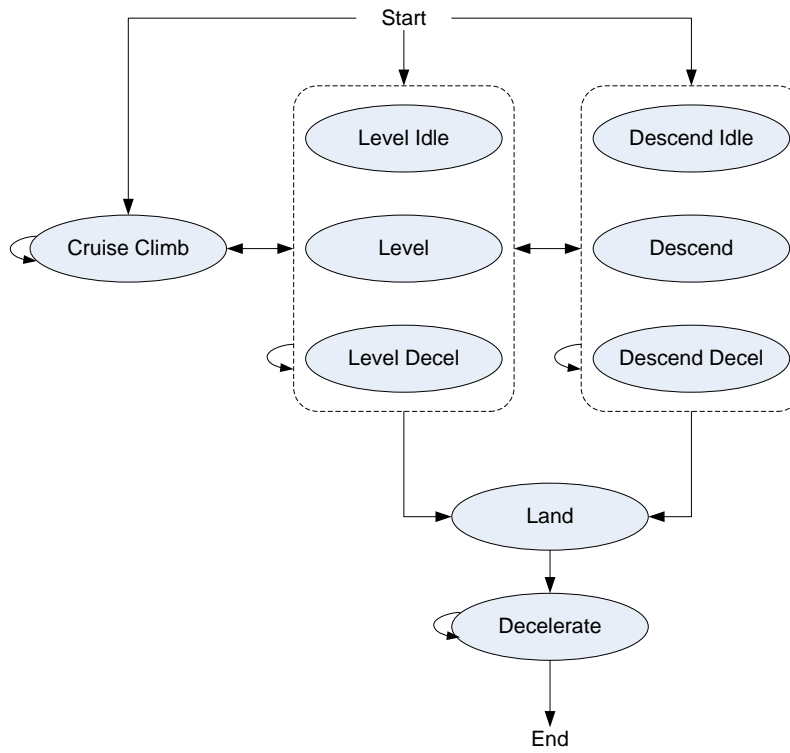 Start
Level Idle
Descend Idle
Cruise Climb
Level
Descend
Level Decel
Descend Decel
Land
Decelerate
End